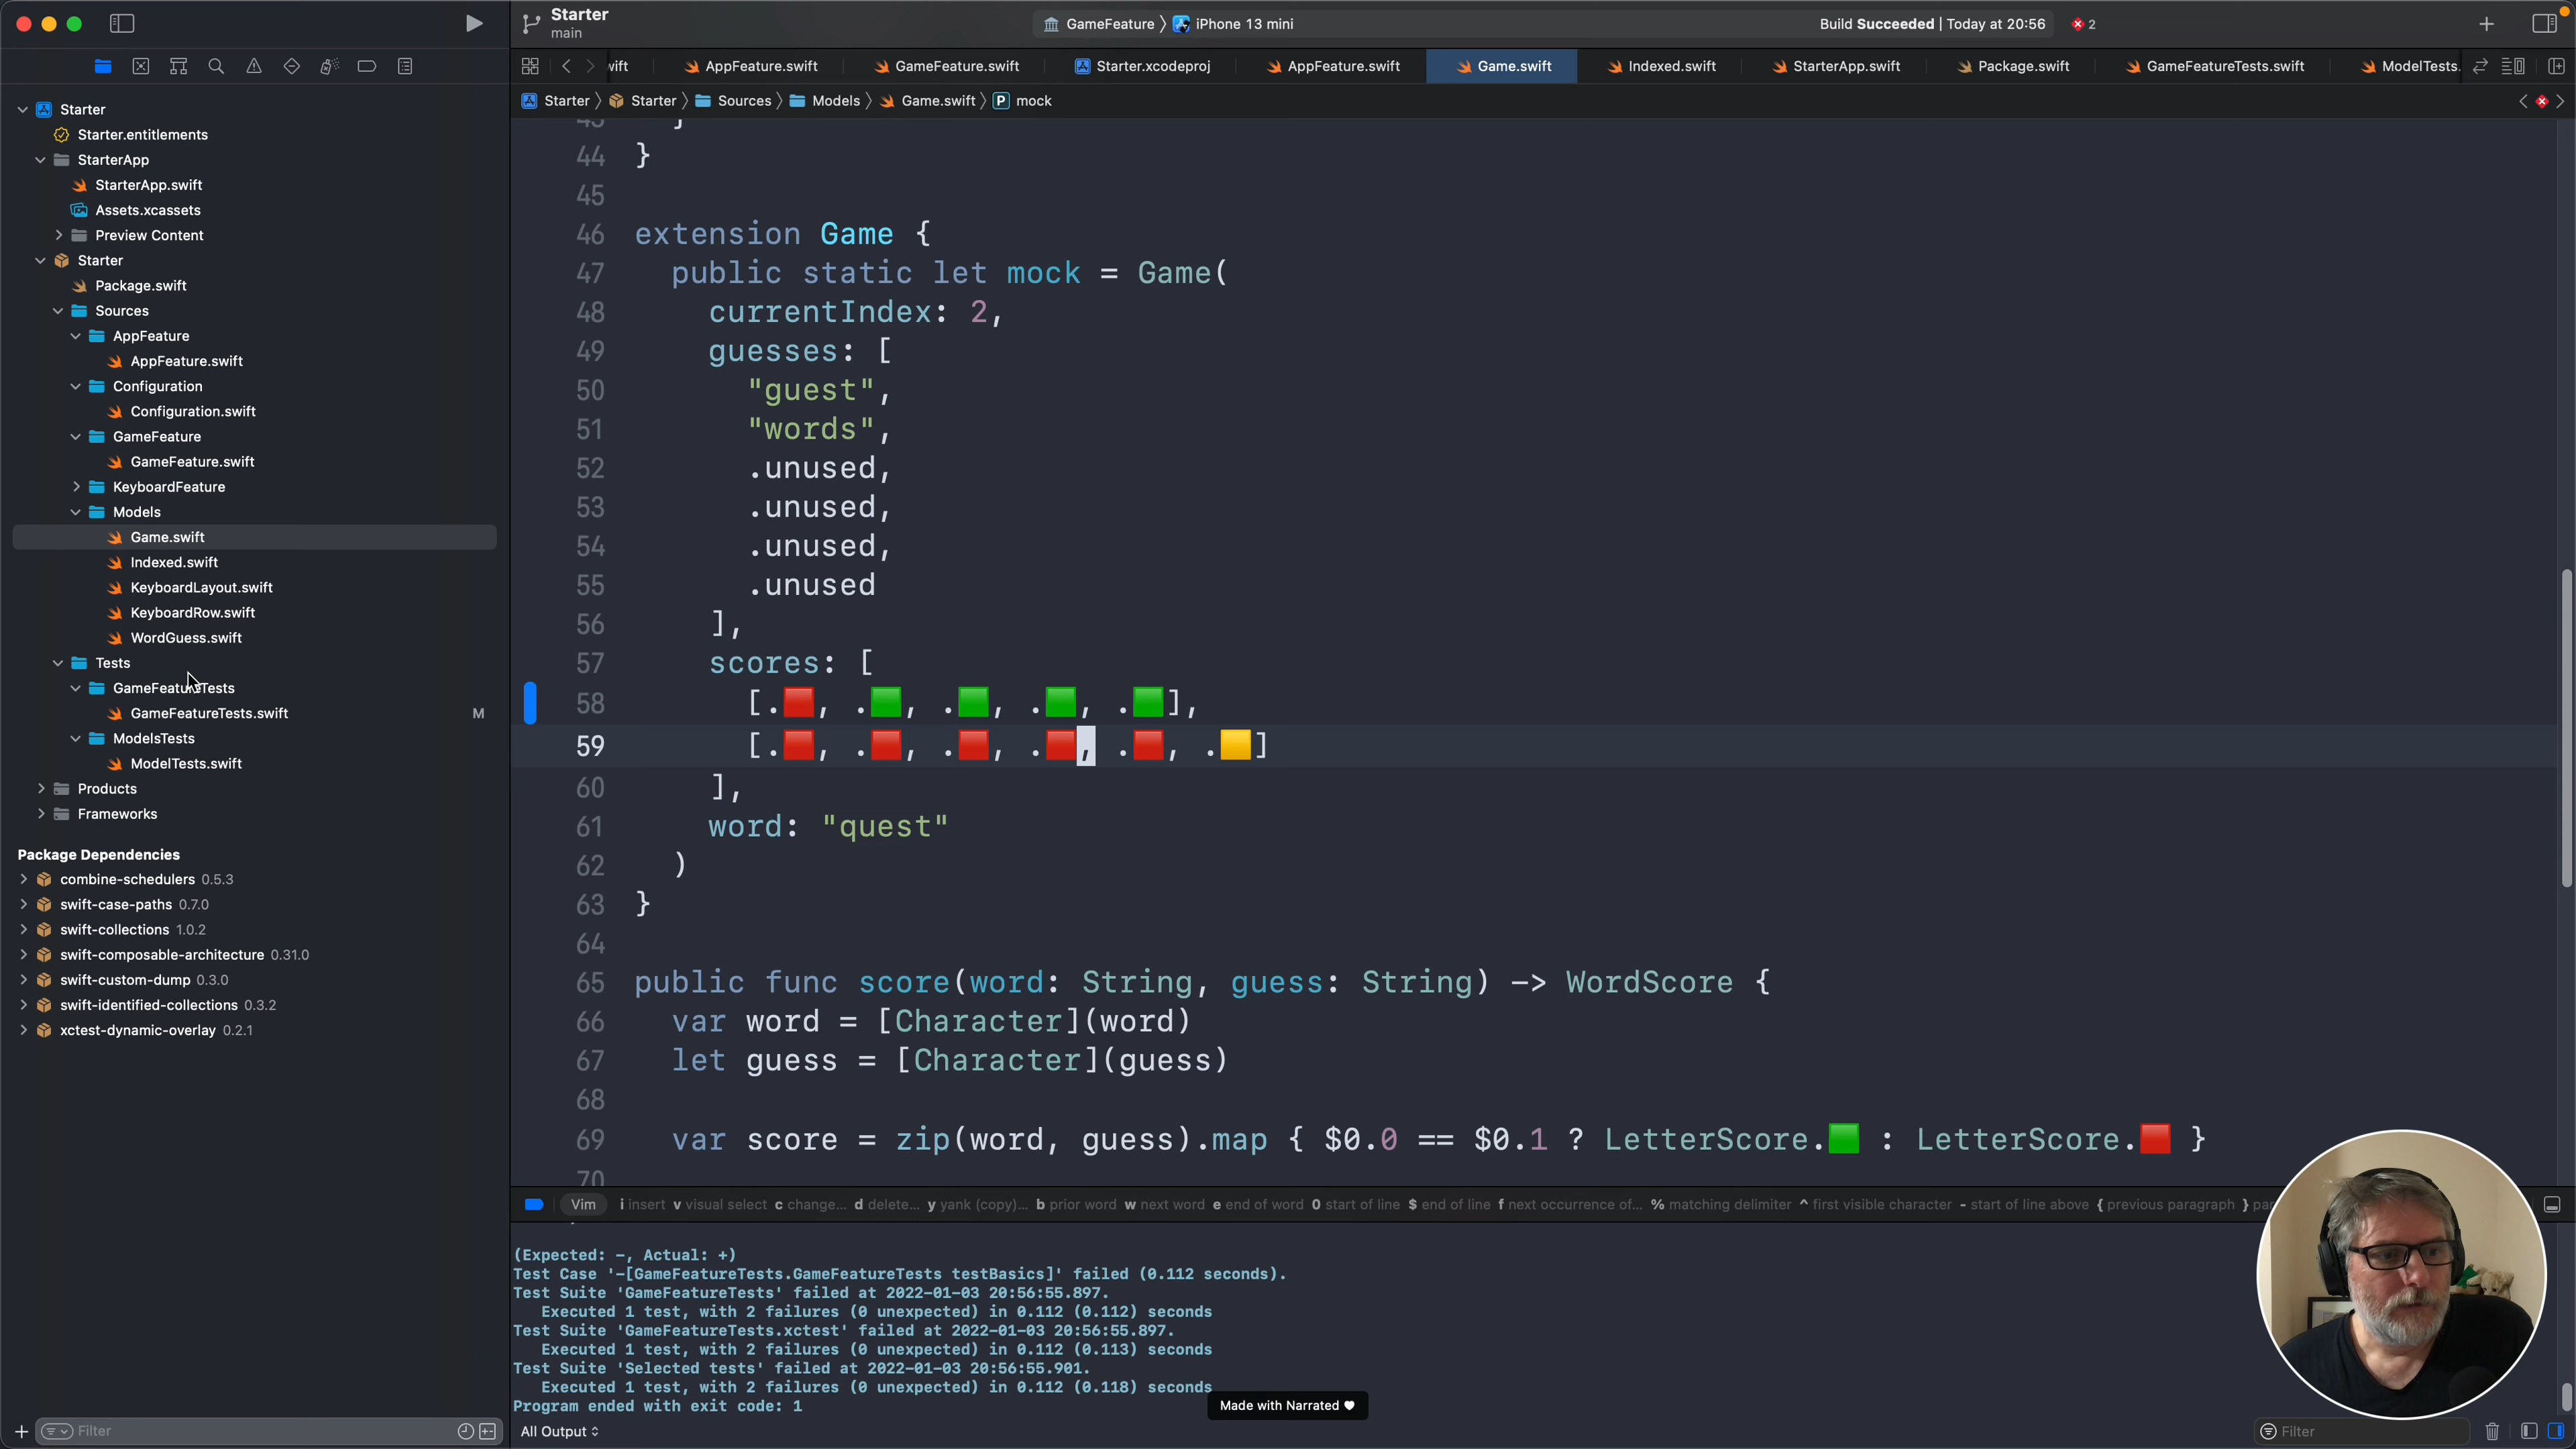 Starter
main
GameFeature
iPhone 13 mini
Build Succeeded | Today at 20:56
2
AppFeature.swift
GameFeature.swift
Starter.xcodeproj
AppFeature.swift
Game.swift
Indexed.swift
StarterApp.swift
Package.swift
GameFeatureTests.swift
ModelTests.
Starter
Starter
Sources
Models
Game.swift
P mock
Starter
Starter.entitlements
StarterApp
StarterApp.swift
Assets.xcassets
Preview Content
Starter
Package.swift
Sources
AppFeature
AppFeature.swift
Configuration
Configuration.swift
GameFeature
GameFeature.swift
KeyboardFeature
Models
Game.swift
Indexed.swift
KeyboardLayout.swift
KeyboardRow.swift
WordGuess.swift
Tests
GameFeatureTests
GameFeatureTests.swift M
ModelsTests
ModelTests.swift
Products
Frameworks
Package Dependencies
combine-schedulers 0.5.3
swift-case-paths 0.7.0
swift-collections 1.0.2
swift-composable-architecture 0.31.0
swift-custom-dump 0.3.0
swift-identified-collections 0.3.2
xctest-dynamic-overlay 0.2.1
Filter
44 }
45
46 extension Game {
47 public static let mock = Game(
48 currentIndex: 2,
49 guesses: [
50 "guest",
51 "words",
52 .unused,
53 .unused,
54 .unused,
55 .unused
56 ],
57 scores: [
58 [.🟥, .🟩, .🟩, .🟩, .🟩],
59 [.🟥, .🟥, .🟥, .🟥, .🟥, .🟨]
60 ],
61 word: "quest"
62 )
63 }
64
65 public func score(word: String, guess: String) -> WordScore {
66 var word = [Character](word)
67 let guess = [Character](guess)
68
69 var score = zip(word, guess).map { $0.0 == $0.1 ? LetterScore.🟩 : LetterScore.🟥 }
70
Vim i insert v visual select c change... d delete... y yank (copy)... b prior word w next word e end of word 0 start of line $ end of line f next occurrence of... % matching delimiter ^ first visible character - start of line above { previous paragraph }
(Expected: −, Actual: +)
Test Case '-[GameFeatureTests.GameFeatureTests testBasics]' failed (0.112 seconds).
Test Suite 'GameFeatureTests' failed at 2022-01-03 20:56:55.897.
Executed 1 test, with 2 failures (0 unexpected) in 0.112 (0.112) seconds
Test Suite 'GameFeatureTests.xctest' failed at 2022-01-03 20:56:55.897.
Executed 1 test, with 2 failures (0 unexpected) in 0.112 (0.113) seconds
Test Suite 'Selected tests' failed at 2022-01-03 20:56:55.901.
Executed 1 test, with 2 failures (0 unexpected) in 0.112 (0.118) seconds
Program ended with exit code: 1
Made with Narrated ♥
All Output
Filter